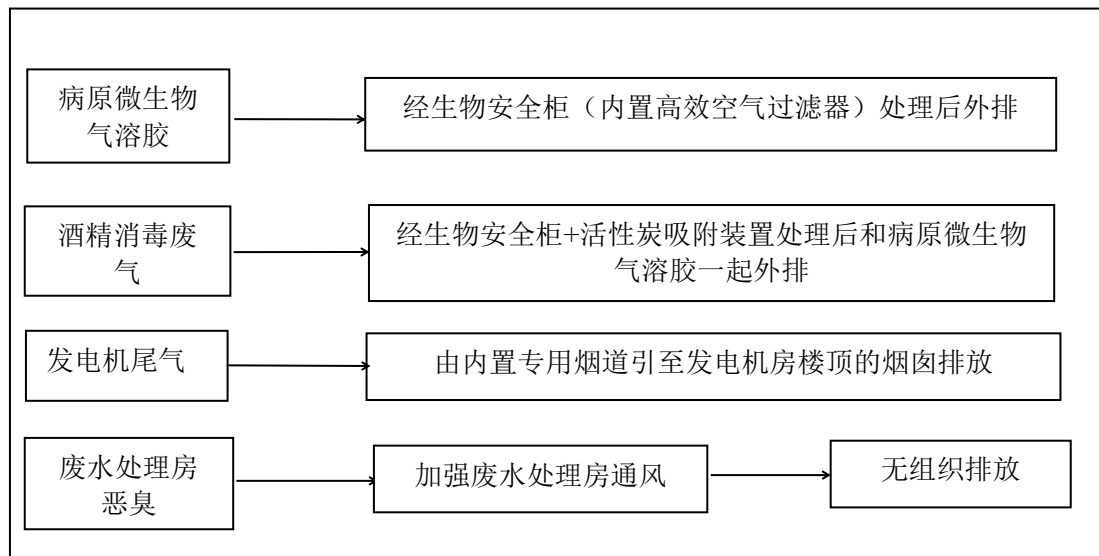 病原微生物
气溶胶
经生物安全柜（内置高效空气过滤器）处理后外排
酒精消毒废
气
经生物安全柜+活性炭吸附装置处理后和病原微生物
气溶胶一起外排
发电机尾气
由内置专用烟道引至发电机房楼顶的烟囱排放
废水处理房
恶臭
加强废水处理房通风
无组织排放